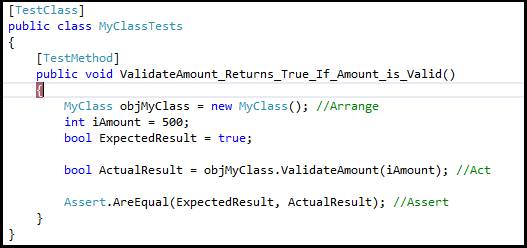 [TestClass]
public class MyClassTests
{
[TestMethod]
public void ValidateAmount_Returns_True_If_Amount_is_Valid()
{
MyClass objMyClass = new MyClass(); //Arrange
int iAmount = 500;
bool ExpectedResult = true;
bool ActualResult = objMyClass.ValidateAmount(iAmount); //Act
Assert.AreEqual(ExpectedResult, ActualResult); //Assert
}
}